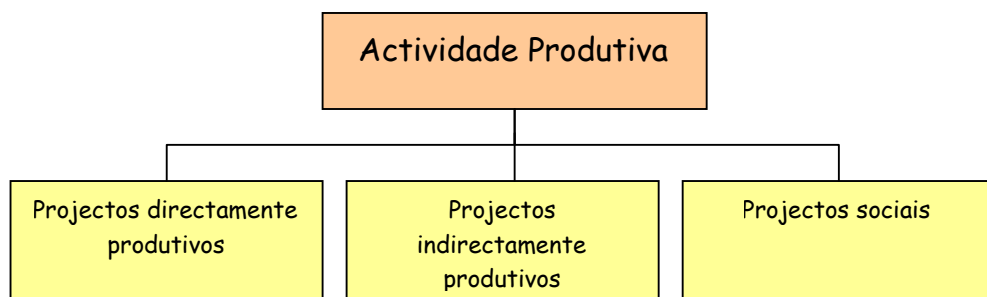 Actividade Produtiva
Projectos directamente
produtivos
Projectos
indirectamente
produtivos
Projectos sociais